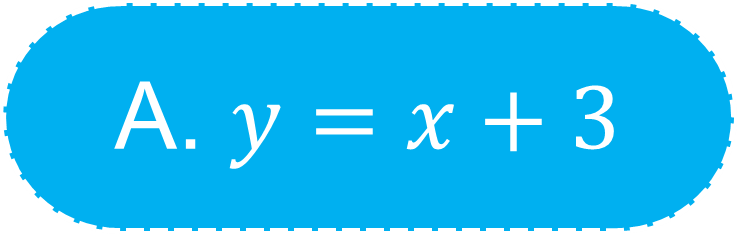 A. y = x + 3